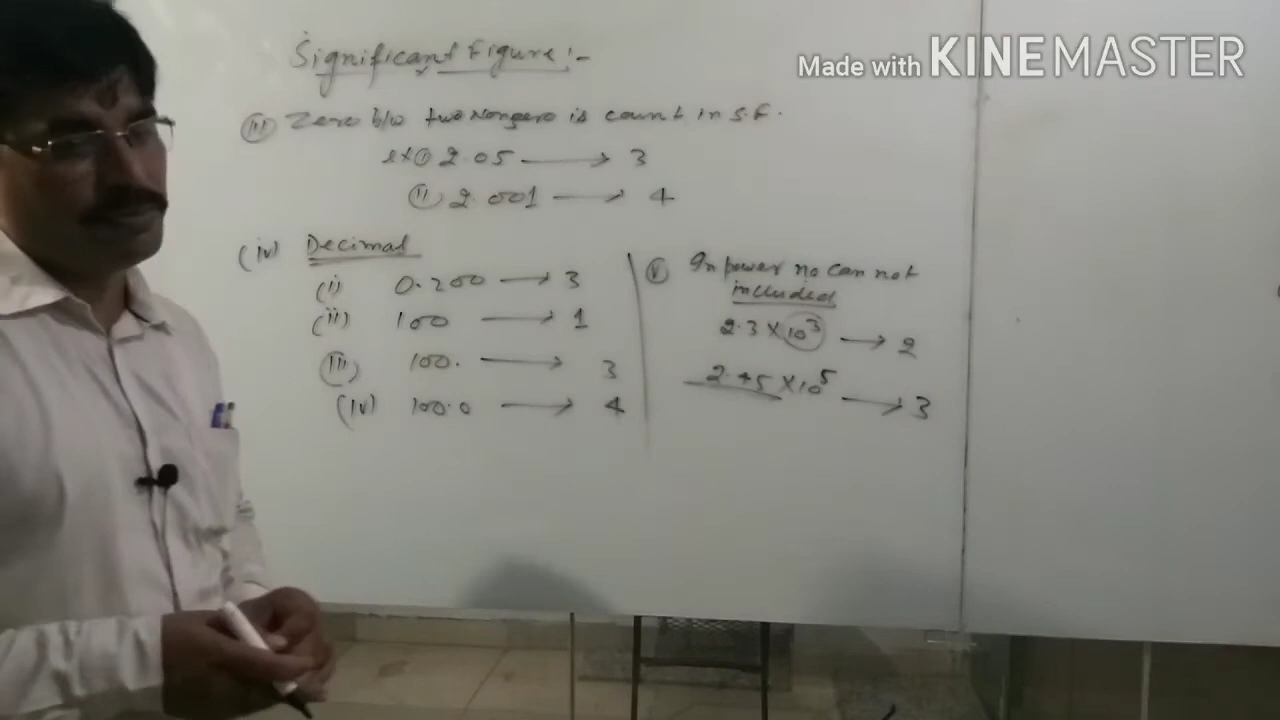 Made with KINEMASTER
Significant Figure :-
(iii) Zero b/w two nonzero is count in S.F.
ex (i) 2.05 → 3
(ii) 2.001 → 4
(iv) Decimal
(i) 0.200 → 3
(ii) 100 → 1
(iii) 100. → 3
(iv) 100.0 → 4
(v) In power no can not
included
2.3 × 10³ → 2
2.45 × 10⁵ → 3